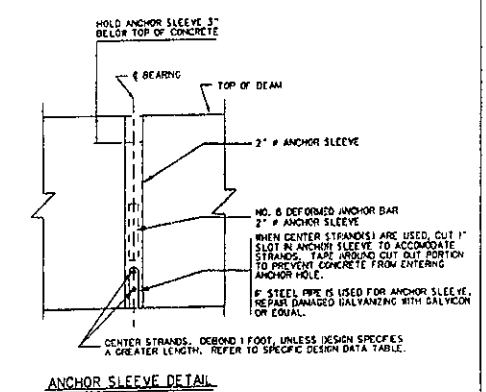 HOLD ANCHOR SLEEVE 3"
BELOW TOP OF CONCRETE
℄ BEARING
TOP OF BEAM
2" ø ANCHOR SLEEVE
NO. 6 DEFORMED ANCHOR BAR
2" ø ANCHOR SLEEVE
WHEN CENTER STRAND(S) ARE USED, CUT 1"
SLOT IN ANCHOR SLEEVE TO ACCOMODATE
STRANDS. TAPE AROUND CUT OUT PORTION
TO PREVENT CONCRETE FROM ENTERING
ANCHOR HOLE.
IF STEEL PIPE IS USED FOR ANCHOR SLEEVE,
REPAIR DAMAGED GALVANIZING WITH GALVICON
OR EQUAL.
CENTER STRANDS. DEBOND 1 FOOT, UNLESS DESIGN SPECIFIES
A GREATER LENGTH. REFER TO SPECIFIC DESIGN DATA TABLE.
ANCHOR SLEEVE DETAIL